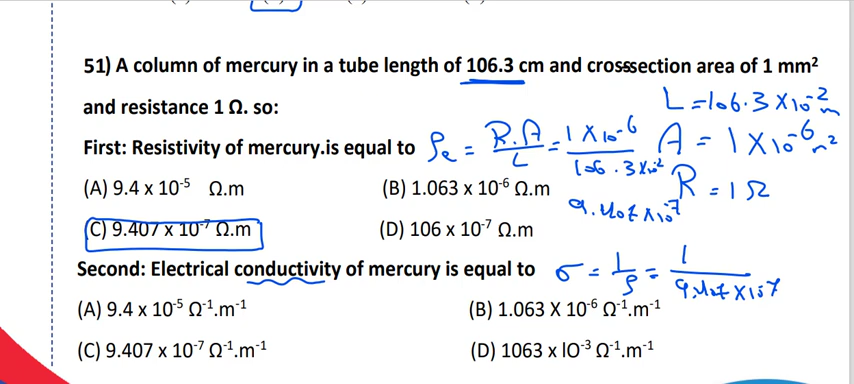 51) A column of mercury in a tube length of 106.3 cm and crosssection area of 1 mm²
and resistance 1 Ω. so:
L = 106.3 × 10⁻² m
First: Resistivity of mercury.is equal to ρe = R.A / L = 1 × 10⁻⁶ / 106.3 × 10⁻² A = 1 × 10⁻⁶ m²
(A) 9.4 x 10⁻⁵ Ω.m (B) 1.063 x 10⁻⁶ Ω.m R = 1 Ω
9.407 × 10⁻⁷
(C) 9.407 x 10⁻⁷ Ω.m (D) 106 x 10⁻⁷ Ω.m
Second: Electrical conductivity of mercury is equal to σ = 1 / ρ = 1 / 9.407 × 10⁻⁷
(A) 9.4 x 10⁻⁵ Ω⁻¹.m⁻¹ (B) 1.063 X 10⁻⁶ Ω⁻¹.m⁻¹
(C) 9.407 x 10⁻⁷ Ω⁻¹.m⁻¹ (D) 1063 x lO⁻³ Ω⁻¹.m⁻¹